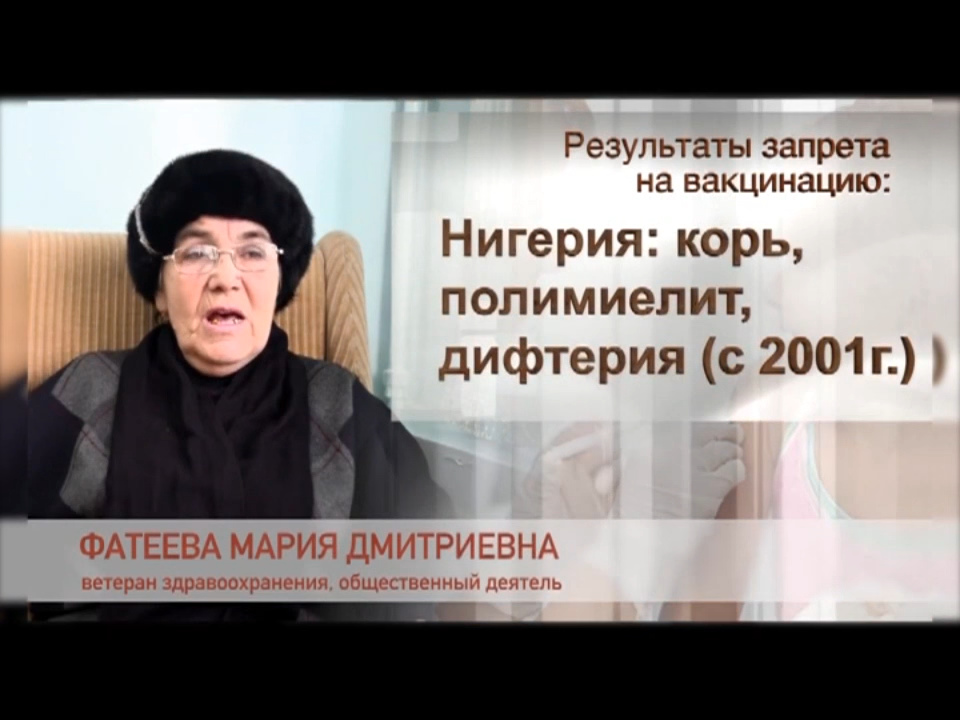 Результаты запрета
на вакцинацию:
Нигерия: корь,
полимиелит,
дифтерия (с 2001г.) )
ФАТЕЕВА МАРИЯ ДМИТРИЕВНА
ветеран здравоохранения, общественный деятель